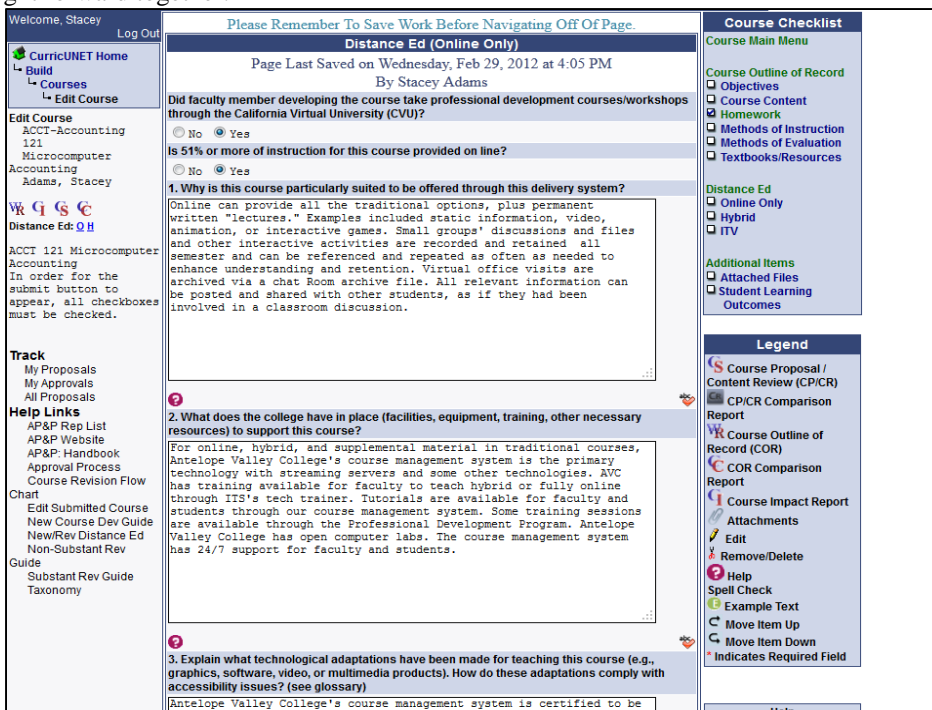 Welcome, Stacey
Log Out
CurricUNET Home
Build
Courses
Edit Course
Edit Course
ACCT-Accounting
121
Microcomputer
Accounting
Adams, Stacey
WR CI CS CC
Distance Ed: O H
ACCT 121 Microcomputer
Accounting
In order for the
submit button to
appear, all checkboxes
must be checked.
Track
My Proposals
My Approvals
All Proposals
Help Links
AP&P Rep List
AP&P Website
AP&P: Handbook
Approval Process
Course Revision Flow
Chart
Edit Submitted Course
New Course Dev Guide
New/Rev Distance Ed
Non-Substant Rev
Guide
Substant Rev Guide
Taxonomy
Please Remember To Save Work Before Navigating Off Of Page.
Distance Ed (Online Only)
Page Last Saved on Wednesday, Feb 29, 2012 at 4:05 PM
By Stacey Adams
Did faculty member developing the course take professional development courses/workshops
through the California Virtual University (CVU)?
No Yes
Is 51% or more of instruction for this course provided on line?
No Yes
1. Why is this course particularly suited to be offered through this delivery system?
Online can provide all the traditional options, plus permanent
written "lectures." Examples included static information, video,
animation, or interactive games. Small groups' discussions and files
and other interactive activities are recorded and retained all
semester and can be referenced and repeated as often as needed to
enhance understanding and retention. Virtual office visits are
archived via a chat Room archive file. All relevant information can
be posted and shared with other students, as if they had been
involved in a classroom discussion.
2. What does the college have in place (facilities, equipment, training, other necessary
resources) to support this course?
For online, hybrid, and supplemental material in traditional courses,
Antelope Valley College's course management system is the primary
technology with streaming servers and some other technologies. AVC
has training available for faculty to teach hybrid or fully online
through ITS's tech trainer. Tutorials are available for faculty and
students through our course management system. Some training sessions
are available through the Professional Development Program. Antelope
Valley College has open computer labs. The course management system
has 24/7 support for faculty and students.
3. Explain what technological adaptations have been made for teaching this course (e.g.,
graphics, software, video, or multimedia products). How do these adaptations comply with
accessibility issues? (see glossary)
Antelope Valley College's course management system is certified to be
Course Checklist
Course Main Menu
Course Outline of Record
Objectives
Course Content
Homework
Methods of Instruction
Methods of Evaluation
Textbooks/Resources
Distance Ed
Online Only
Hybrid
ITV
Additional Items
Attached Files
Student Learning
Outcomes
Legend
Course Proposal /
Content Review (CP/CR)
CP/CR Comparison
Report
Course Outline of
Record (COR)
COR Comparison
Report
Course Impact Report
Attachments
Edit
Remove/Delete
Help
Spell Check
Example Text
Move Item Up
Move Item Down
* Indicates Required Field